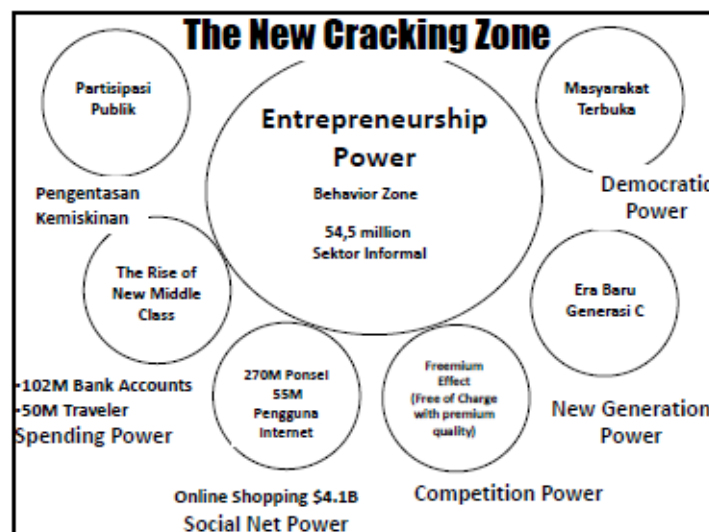 The New Cracking Zone
Partisipasi
Publik
Pengentasan
Kemiskinan
Entrepreneurship
Power
Behavior Zone
54,5 million
Sektor Informal
Masyarakat
Terbuka
Democratic
Power
The Rise of
New Middle
Class
•102M Bank Accounts
•50M Traveler
Spending Power
270M Ponsel
55M
Pengguna
Internet
Online Shopping $4.1B
Social Net Power
Freemium
Effect
(Free of Charge
with premium
quality)
Competition Power
Era Baru
Generasi C
New Generation
Power